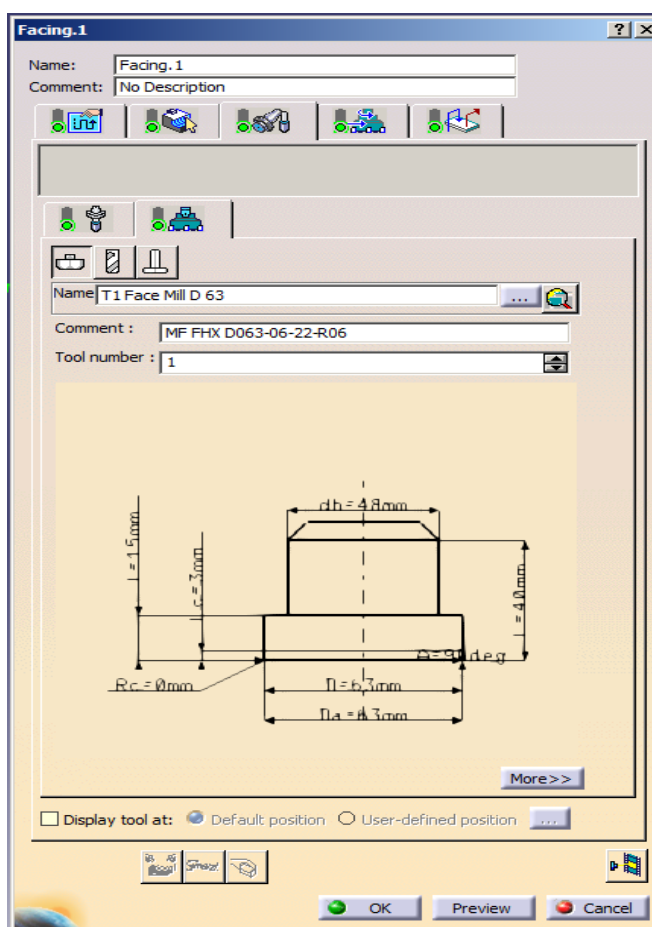 Facing.1
Name: Facing.1
Comment: No Description
Name T1 Face Mill D 63 ...
Comment : MF FHX D063-06-22-R06
Tool number : 1
dh=48mm
l=15mm
Lc=3mm
L=40mm
A=90deg
Rc=0mm
D=63mm
Da=63mm
More>>
Display tool at: Default position User-defined position ...
OK Preview Cancel